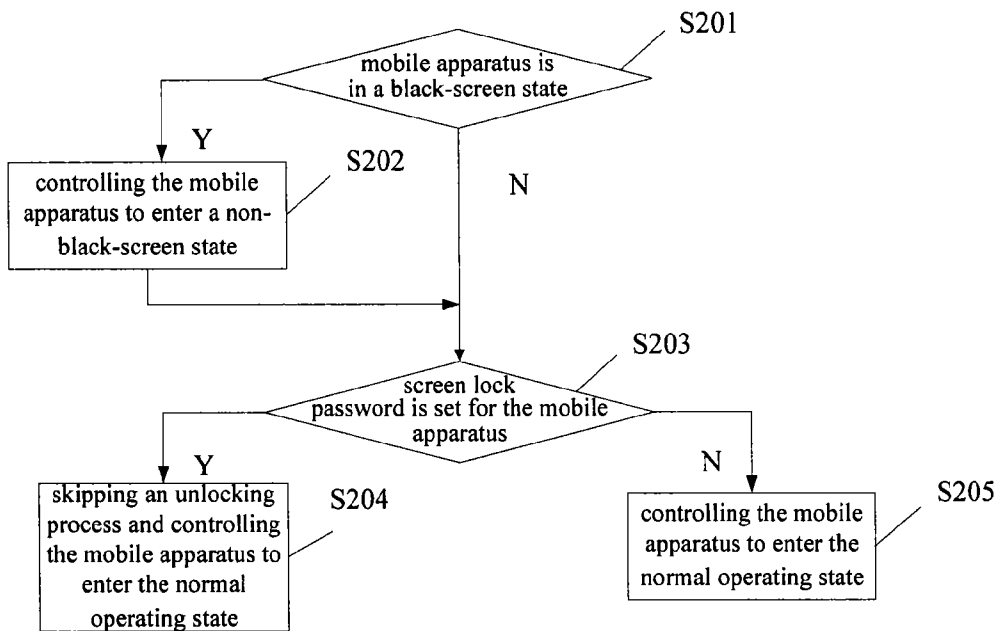 S201
mobile apparatus is
in a black-screen state
Y
S202
N
controlling the mobile
apparatus to enter a non-
black-screen state
S203
screen lock
password is set for the mobile
apparatus
Y
N
S204
S205
skipping an unlocking
process and controlling
the mobile apparatus to
enter the normal
operating state
controlling the mobile
apparatus to enter the
normal operating state